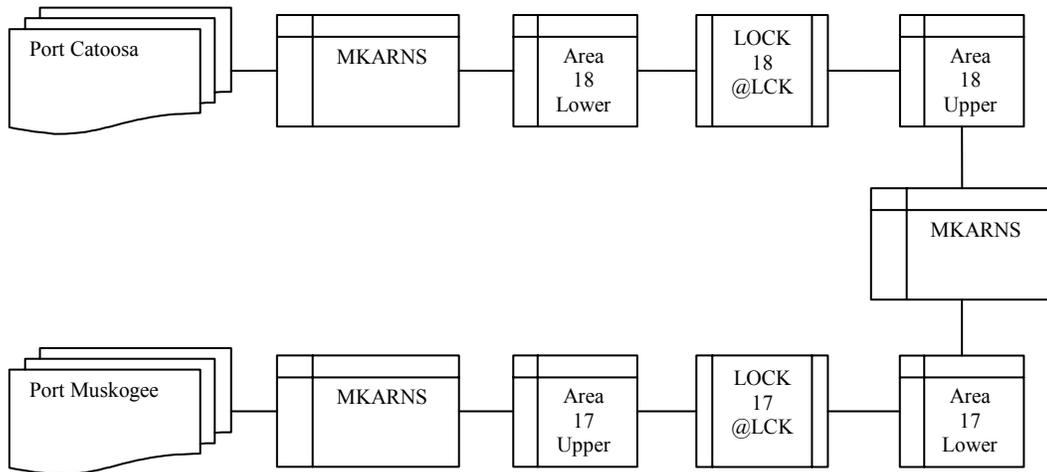 Port Catoosa
MKARNS
Area
18
Lower
LOCK
18
@LCK
Area
18
Upper
MKARNS
Port Muskogee
MKARNS
Area
17
Upper
LOCK
17
@LCK
Area
17
Lower